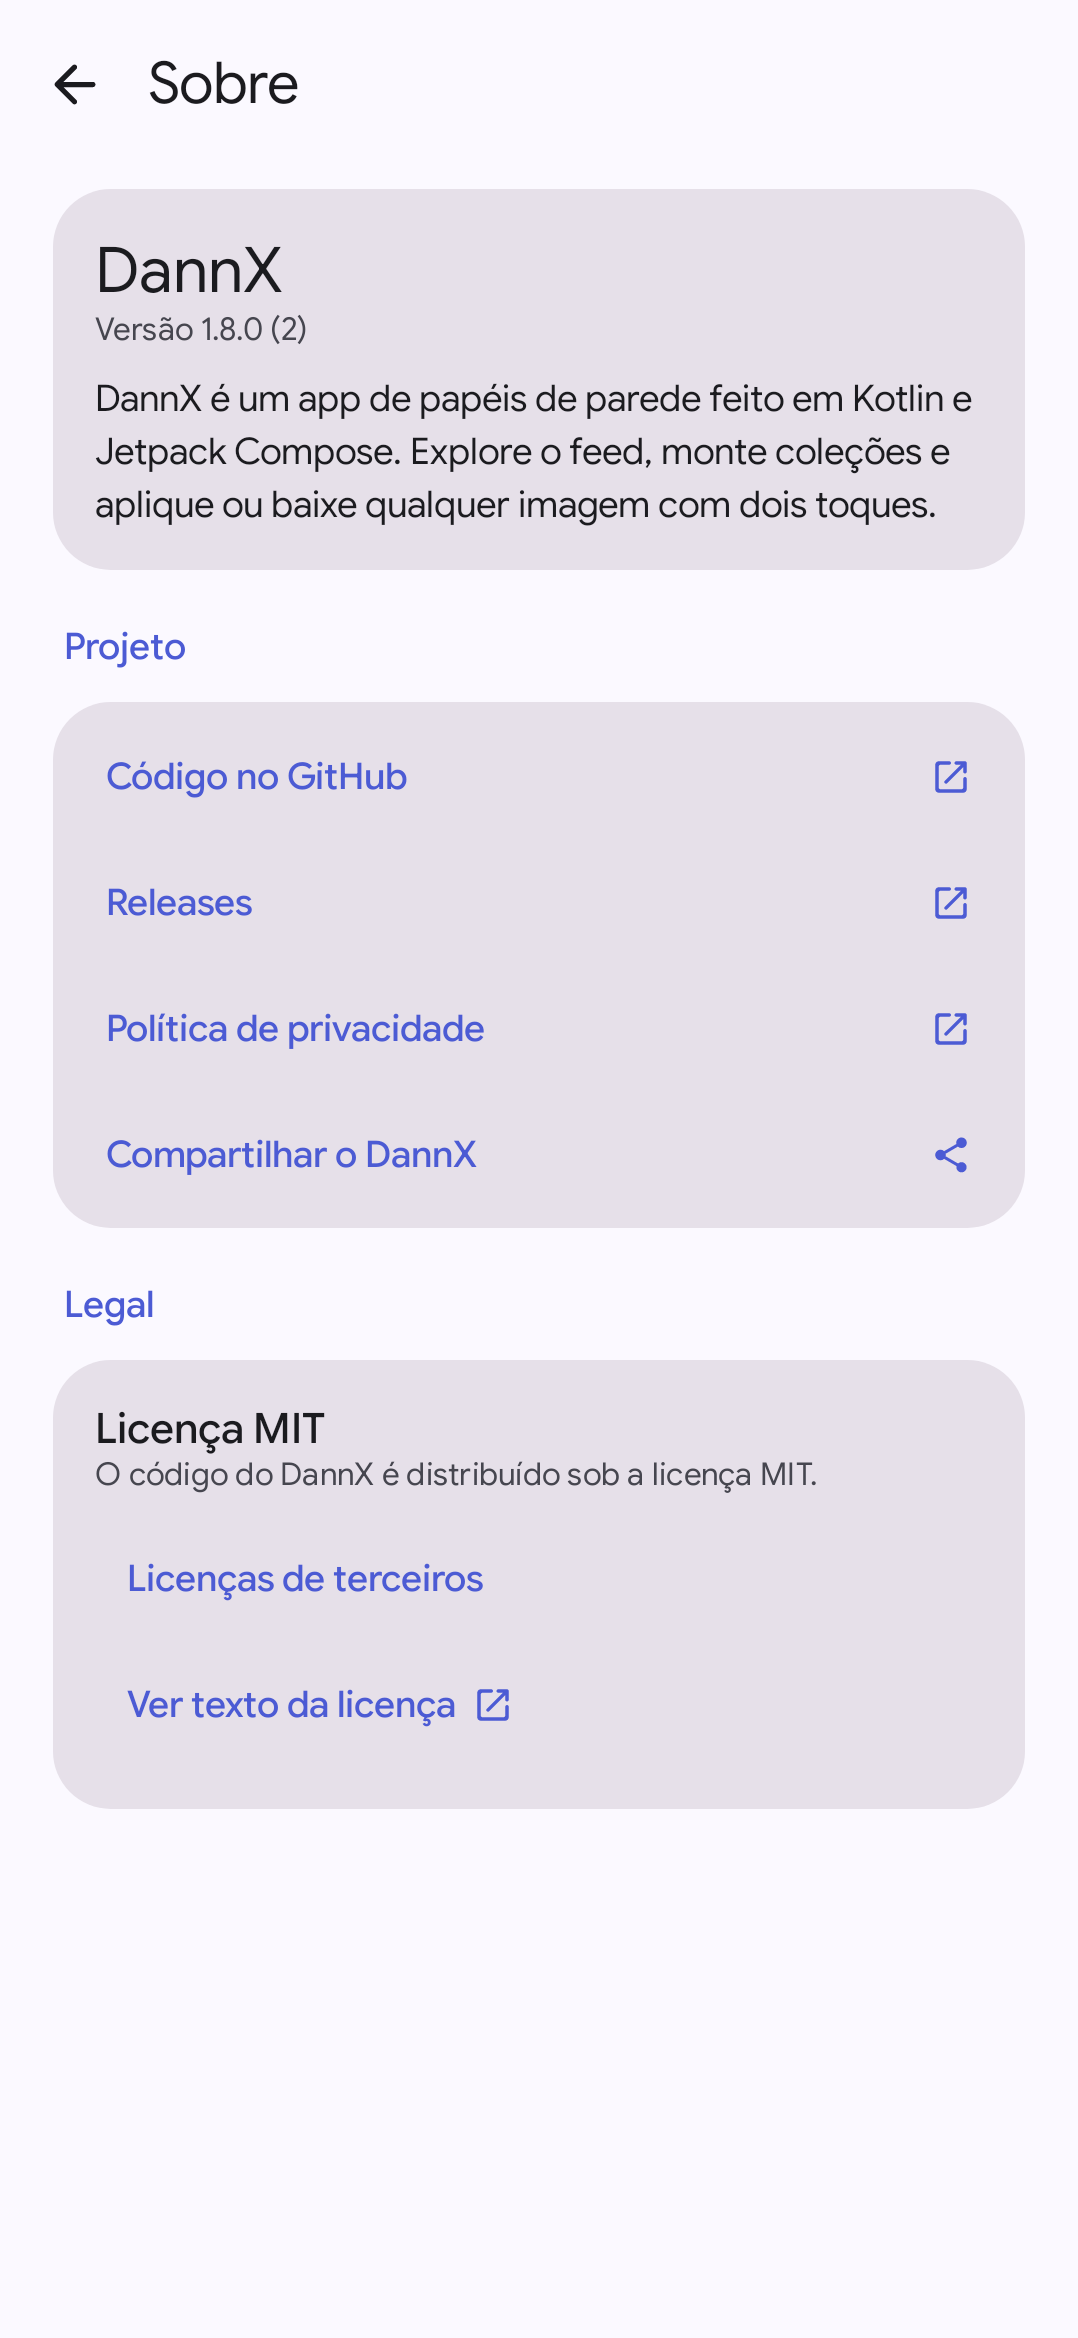 Sobre
DannX
Versão 1.8.0 (2)
DannX é um app de papéis de parede feito em Kotlin e
Jetpack Compose. Explore o feed, monte coleções e
aplique ou baixe qualquer imagem com dois toques.
Projeto
Código no GitHub
Releases
Política de privacidade
Compartilhar o DannX
Legal
Licença MIT
O código do DannX é distribuído sob a licença MIT.
Licenças de terceiros
Ver texto da licença